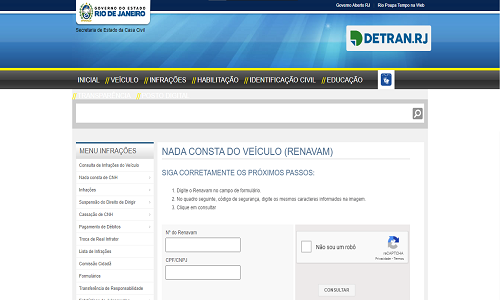 GOVERNO DO ESTADO
RIO DE JANEIRO
Secretaria de Estado da Casa Civil
Governo Aberto RJ
Rio Poupa Tempo na Web
DETRAN.RJ
INICIAL // VEÍCULO // INFRAÇÕES // HABILITAÇÃO // IDENTIFICAÇÃO CIVIL // EDUCAÇÃO
MENU INFRAÇÕES
Consulta de Infrações do Veículo
Nada consta de CNH
Infrações
Suspensão do Direito de Dirigir
Cassação de CNH
Pagamento de Débitos
Troca de Real Infrator
Lista de Infrações
Comissão Cidadã
Formulários
Transferência de Responsabilidade
NADA CONSTA DO VEÍCULO (RENAVAM)
SIGA CORRETAMENTE OS PRÓXIMOS PASSOS:
1. Digite o Renavam no campo de formulário.
2. No quadro seguinte, código de segurança, digite os mesmos caracteres informados na imagem.
3. Clique em consultar
Nº do Renavam
CPF/CNPJ
Não sou um robô
reCAPTCHA
Privacidade - Termos
CONSULTAR